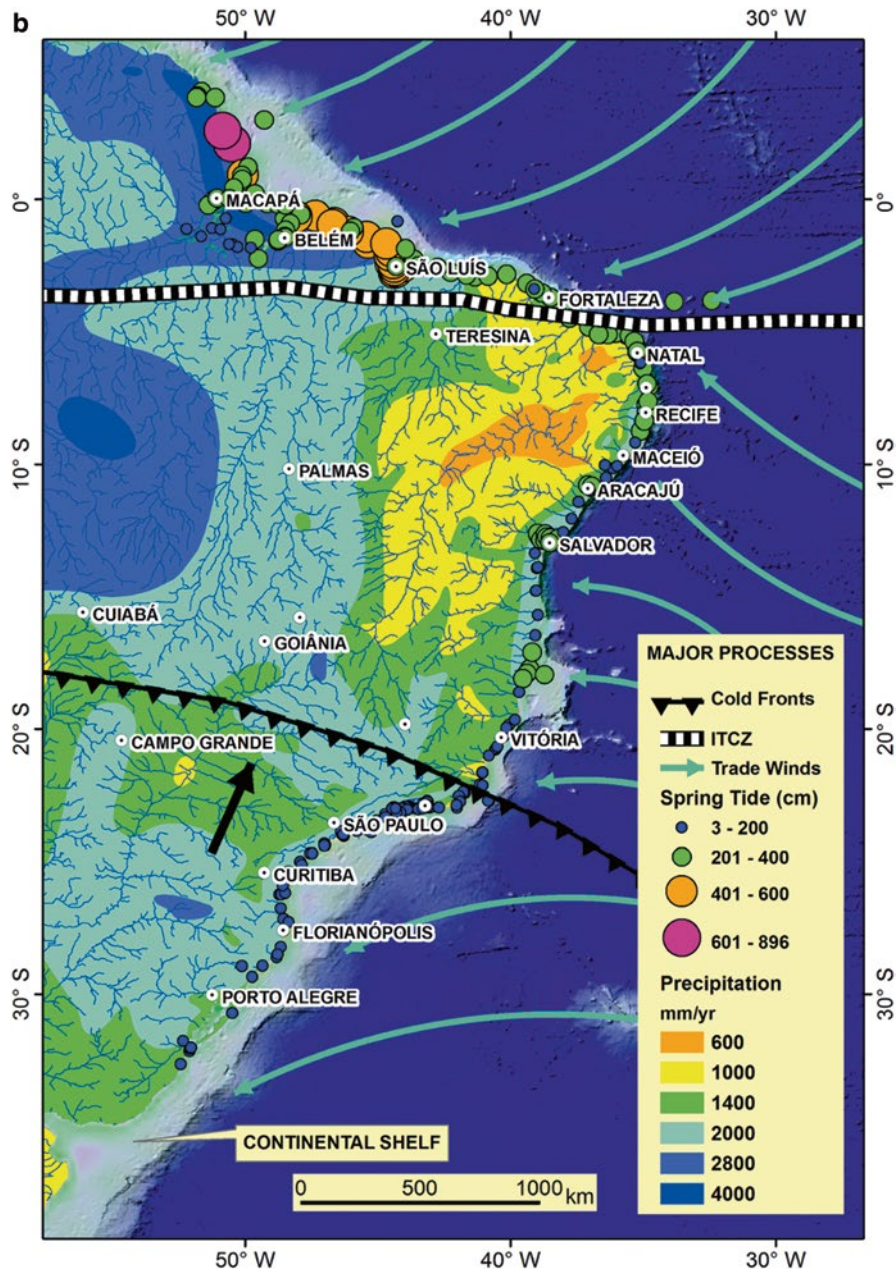 b
50° W
40° W
30° W
0°
10° S
20° S
30° S
MACAPÁ
BELÉM
SÃO LUÍS
FORTALEZA
TERESINA
NATAL
RECIFE
MACEIÓ
PALMAS
ARACAJÚ
SALVADOR
CUIABÁ
GOIÂNIA
CAMPO GRANDE
VITÓRIA
SÃO PAULO
CURITIBA
FLORIANÓPOLIS
PORTO ALEGRE
CONTINENTAL SHELF
0 500 1000 km
MAJOR PROCESSES
Cold Fronts
ITCZ
Trade Winds
Spring Tide (cm)
3 - 200
201 - 400
401 - 600
601 - 896
Precipitation
mm/yr
600
1000
1400
2000
2800
4000
0°
10° S
20° S
30° S
50° W
40° W
30° W